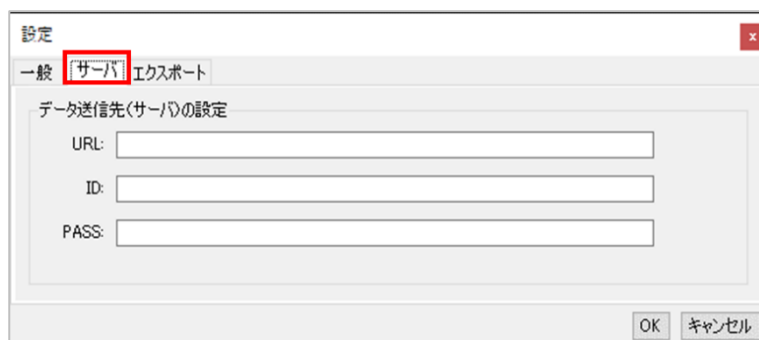 設定
x
一般 サーバ エクスポート
データ送信先(サーバ)の設定
URL:
ID:
PASS:
OK キャンセル